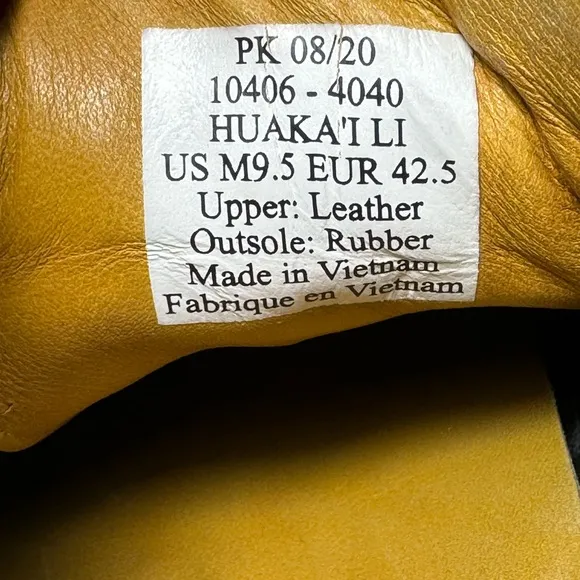 PK 08/20
10406 - 4040
HUAKA'I LI
US M9.5 EUR 42.5
Upper: Leather
Outsole: Rubber
Made in Vietnam
Fabrique en Vietnam